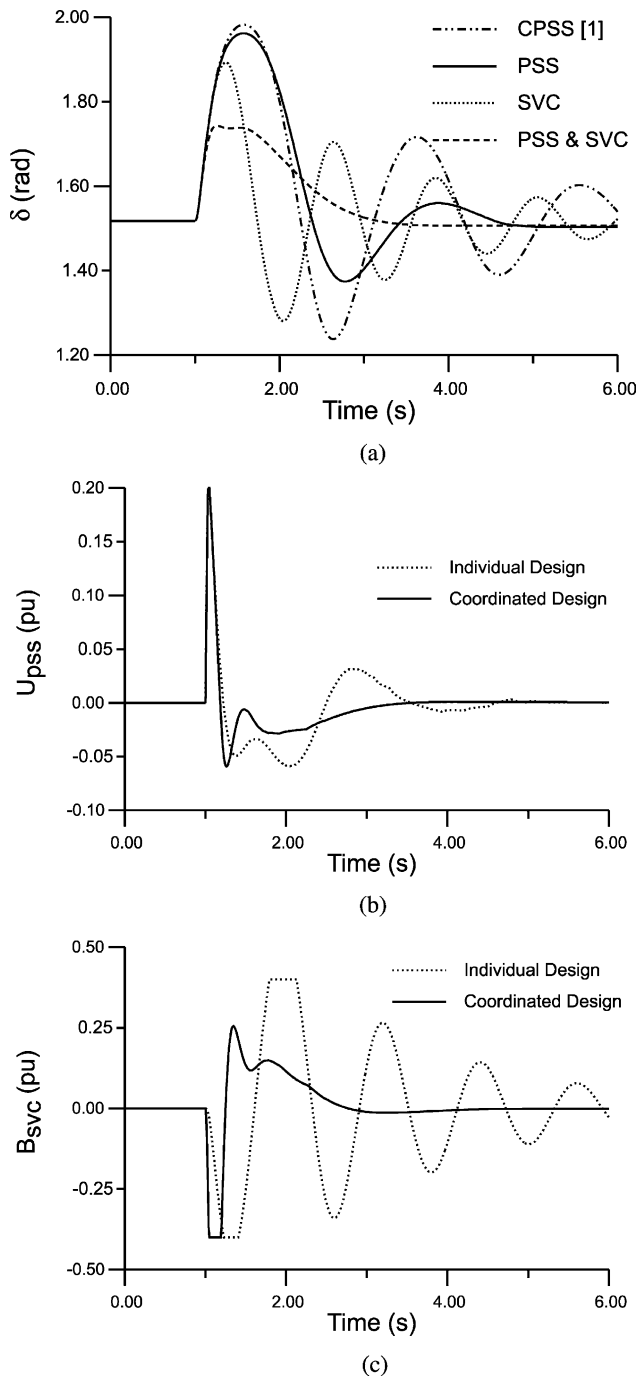 2.00
1.80
1.60
1.40
1.20
δ (rad)
CPSS [1]
PSS
SVC
PSS & SVC
0.00 2.00 4.00 6.00
Time (s)
(a)
0.20
0.15
0.10
0.05
0.00
-0.05
-0.10
Upss (pu)
Individual Design
Coordinated Design
0.00 2.00 4.00 6.00
Time (s)
(b)
0.50
0.25
0.00
-0.25
-0.50
Bsvc (pu)
Individual Design
Coordinated Design
0.00 2.00 4.00 6.00
Time (s)
(c)